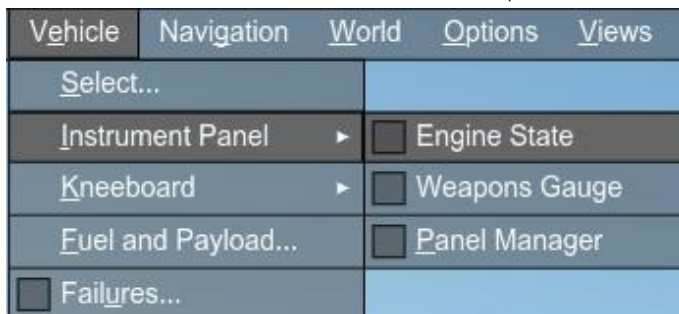 Vehicle Navigation World Options Views
Select...
Instrument Panel Engine State
Kneeboard Weapons Gauge
Fuel and Payload... Panel Manager
Failures...